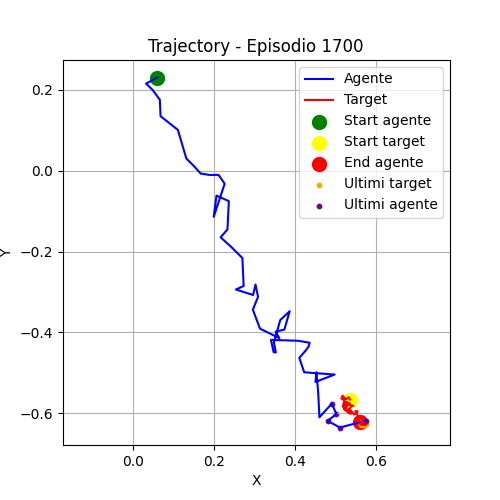 Trajectory - Episodio 1700
Agente
Target
Start agente
Start target
End agente
Ultimi target
Ultimi agente
0.2
0.0
−0.2
−0.4
−0.6
Y
0.0
0.2
0.4
0.6
X